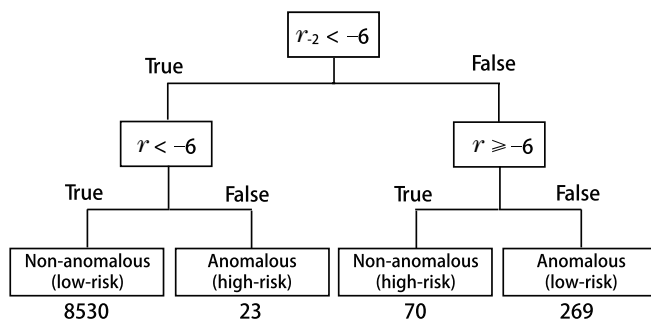 r-2 < −6
True
False
r < −6
r ⩾ −6
True
False
True
False
Non-anomalous
(low-risk)
Anomalous
(high-risk)
Non-anomalous
(high-risk)
Anomalous
(low-risk)
8530
23
70
269